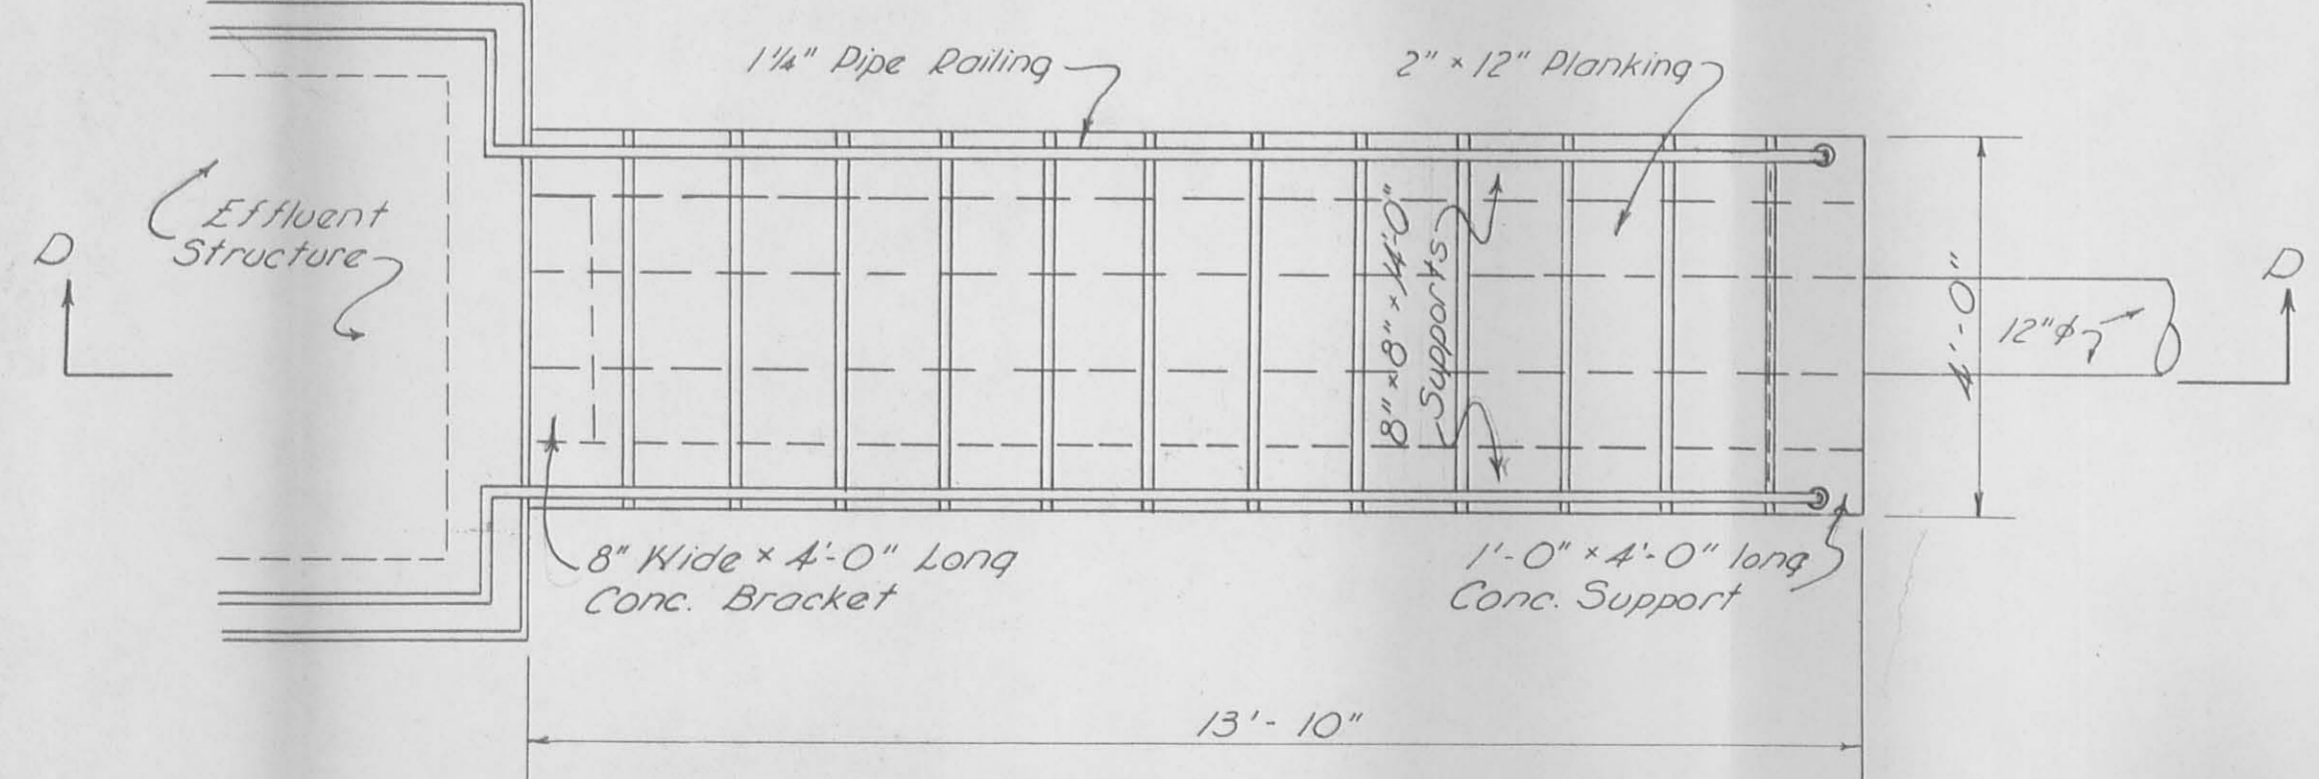 1¼" Pipe Railing
2" × 12" Planking
Effluent
Structure
D
D
8" × 8" × 14'-0"
Supports
4'-0"
12"ϕ
8" Wide × 4'-0" Long
Conc. Bracket
1'-0" × 4'-0" long
Conc. Support
13'- 10"